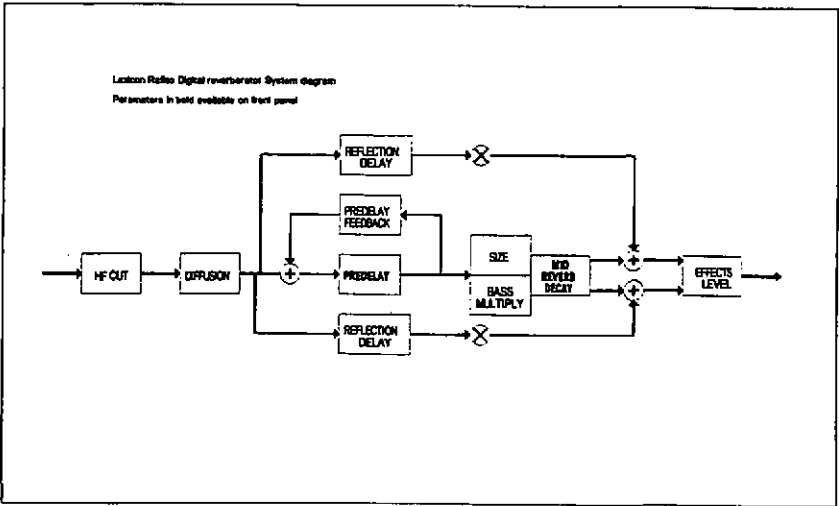 Lexicon Reflex Digital reverberator System diagram
Parameters in bold available on front panel
REFLECTION
DELAY
PREDELAY
FEEDBACK
HF CUT
DIFFUSION
PREDELAY
SIZE
BASS
MULTIPLY
MID
REVERB
DECAY
EFFECTS
LEVEL
REFLECTION
DELAY